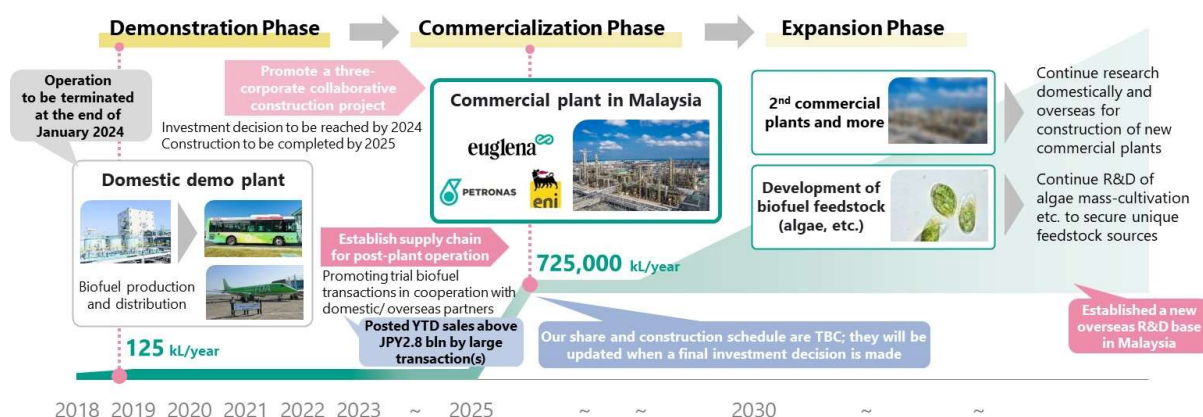 Demonstration Phase
Commercialization Phase
Expansion Phase
Operation
to be terminated
at the end of
January 2024
Promote a three-
corporate collaborative
construction project
Investment decision to be reached by 2024
Construction to be completed by 2025
Commercial plant in Malaysia
euglena
PETRONAS
eni
2nd commercial
plants and more
Continue research
domestically and
overseas for
construction of new
commercial plants
Domestic demo plant
Biofuel production
and distribution
Development of
biofuel feedstock
(algae, etc.)
Continue R&D of
algae mass-cultivation
etc. to secure unique
feedstock sources
Establish supply chain
for post-plant operation
Promoting trial biofuel
transactions in cooperation with
domestic/ overseas partners
Posted YTD sales above
JPY2.8 bln by large
transaction(s)
725,000 kL/year
Our share and construction schedule are TBC; they will be
updated when a final investment decision is made
Established a new
overseas R&D base
in Malaysia
125 kL/year
2018 2019 2020 2021 2022 2023 ~ 2025 ~ ~ 2030 ~ ~